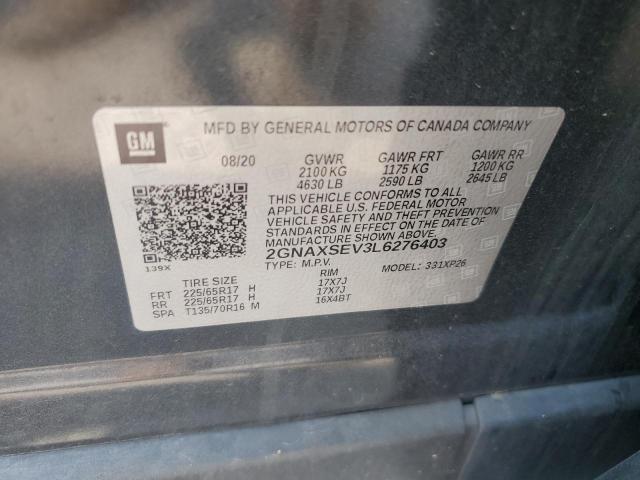 GM
MFD BY GENERAL MOTORS OF CANADA COMPANY
08/20 GVWR GAWR FRT GAWR RR
2100 KG 1175 KG 1200 KG
4630 LB 2590 LB 2645 LB
THIS VEHICLE CONFORMS TO ALL
APPLICABLE U.S. FEDERAL MOTOR
VEHICLE SAFETY AND THEFT PREVENTION
STANDARDS IN EFFECT ON THE DATE OF
MANUFACTURE SHOWN ABOVE.
2GNAXSEV3L6276403
139X TYPE: M.P.V. MODEL: 331XP26
TIRE SIZE RIM
FRT 225/65R17 H 17X7J
RR 225/65R17 H 17X7J
SPA T135/70R16 M 16X4BT